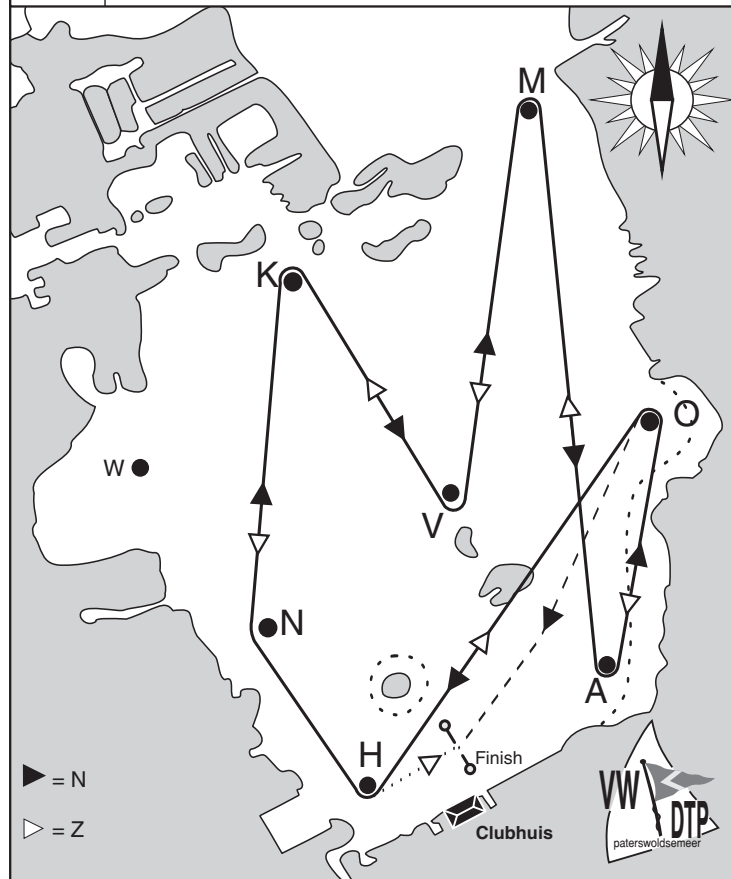 M
K
O
W
V
N
A
H
Finish
= N
= Z
Clubhuis
VW
DTP
paterswoldsemeer